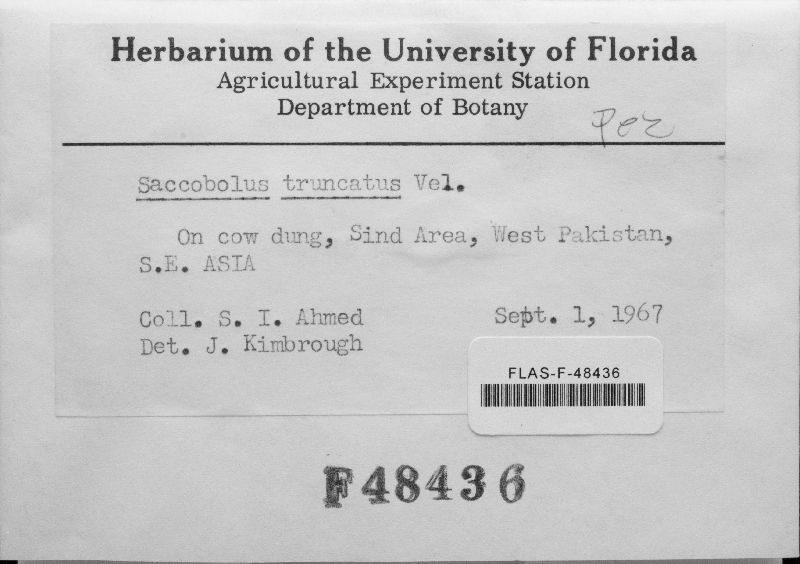 Herbarium of the University of Florida
Agricultural Experiment Station
Department of Botany
Pez
Saccobolus truncatus Vel.
On cow dung, Sind Area, West Pakistan,
S.E. ASIA
Coll. S. I. Ahmed Sept. 1, 1967
Det. J. Kimbrough
FLAS-F-48436
F48436